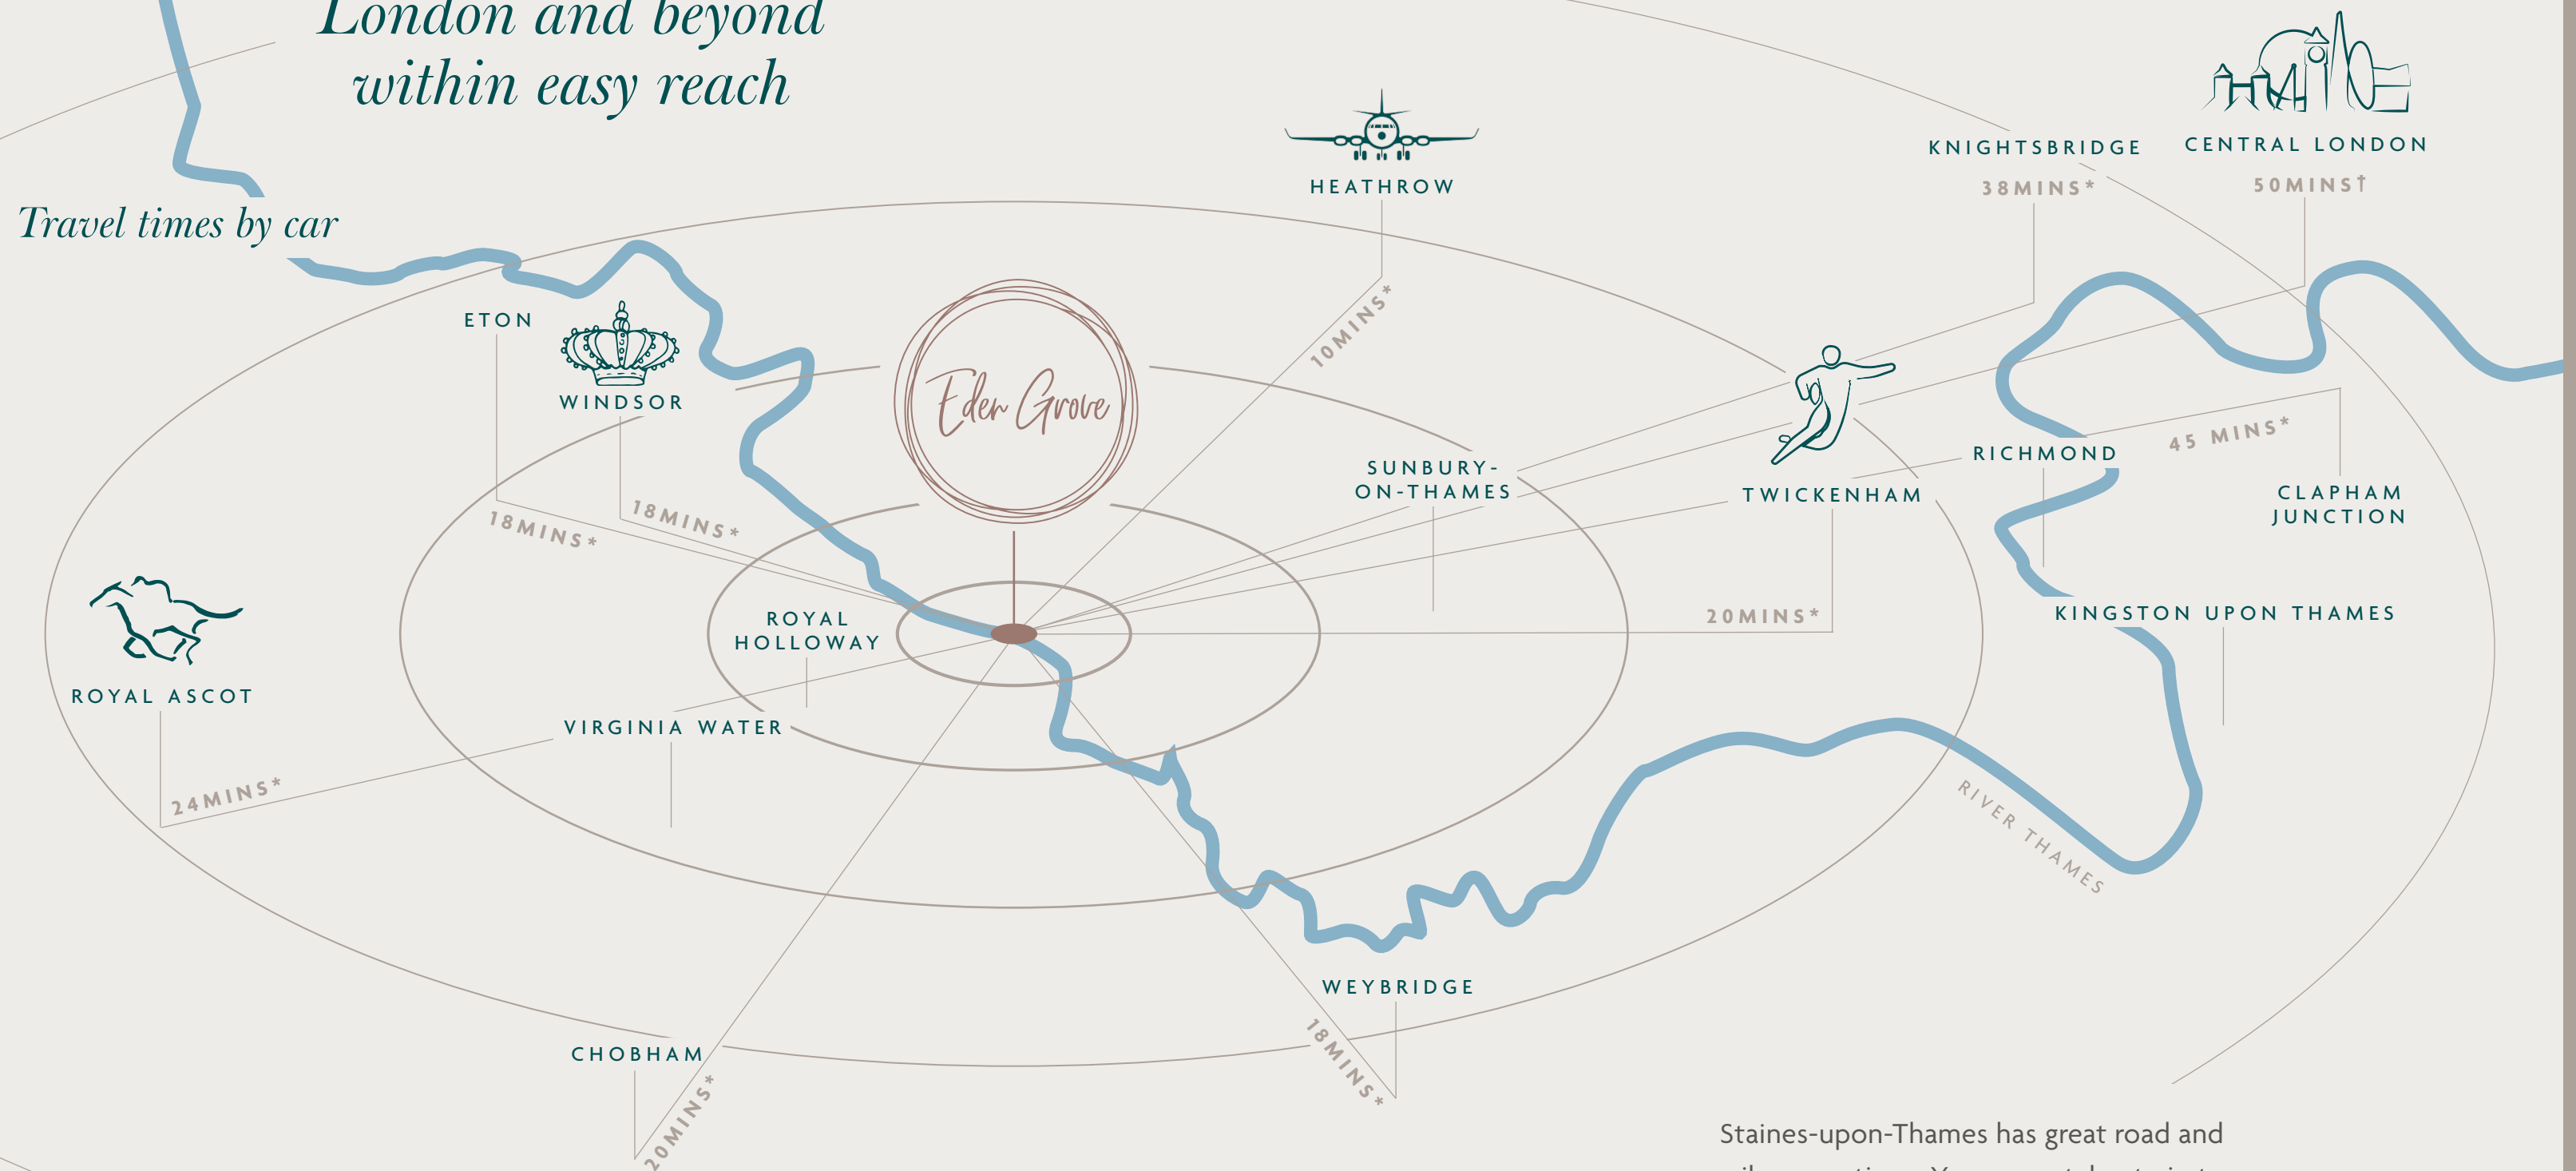 London and beyond
within easy reach
Travel times by car
HEATHROW
10MINS*
KNIGHTSBRIDGE
38MINS*
CENTRAL LONDON
50MINS†
ETON
18MINS*
WINDSOR
18MINS*
Eden Grove
SUNBURY-
ON-THAMES
TWICKENHAM
20MINS*
RICHMOND
45 MINS*
CLAPHAM
JUNCTION
KINGSTON UPON THAMES
ROYAL
HOLLOWAY
ROYAL ASCOT
24MINS*
VIRGINIA WATER
RIVER THAMES
WEYBRIDGE
18MINS*
CHOBHAM
20MINS*
Staines-upon-Thames has great road and